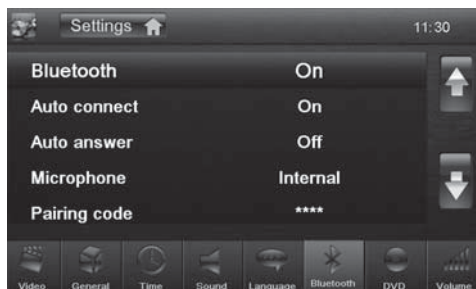 Settings 11:30
Bluetooth On
Auto connect On
Auto answer Off
Microphone Internal
Pairing code ****
Video General Time Sound Language Bluetooth DVD Volume